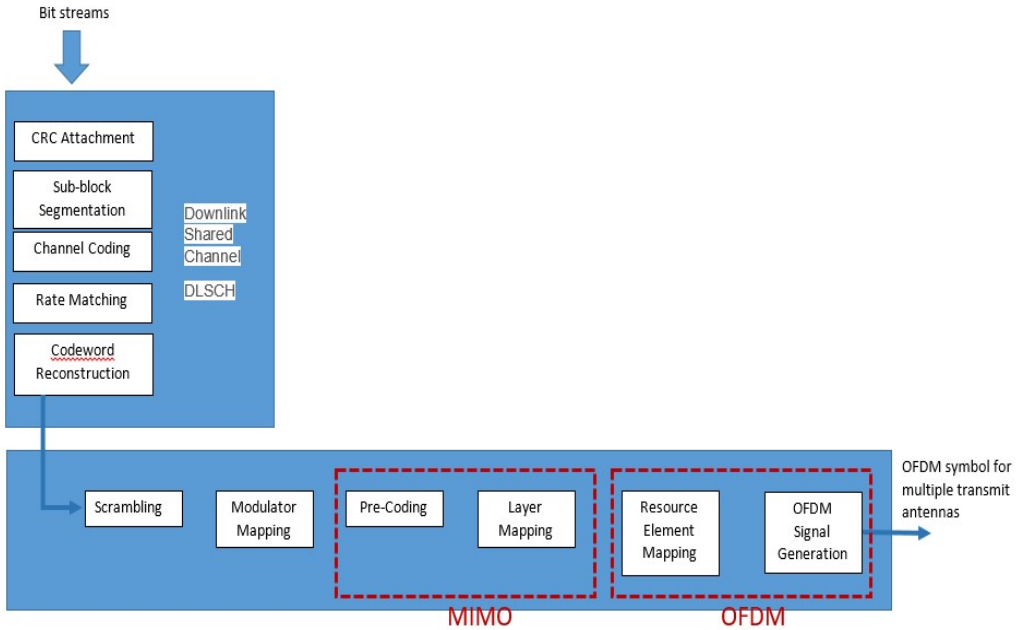 Bit streams
CRC Attachment
Sub-block
Segmentation
Channel Coding
Rate Matching
Codeword
Reconstruction
Downlink
Shared
Channel
DLSCH
Scrambling
Modulator
Mapping
Pre-Coding
Layer
Mapping
Resource
Element
Mapping
OFDM
Signal
Generation
OFDM symbol for
multiple transmit
antennas
MIMO
OFDM